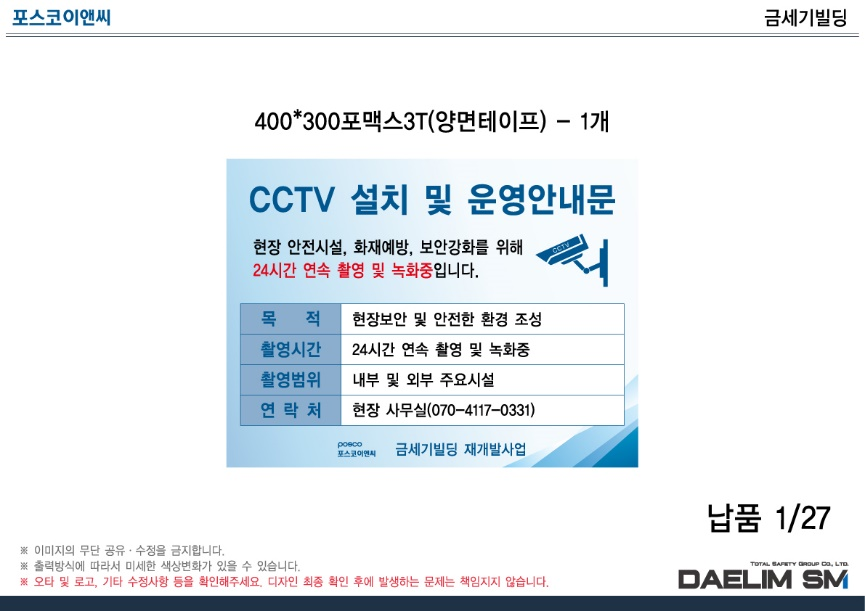 포스코이앤씨
금세기빌딩
400*300포맥스3T(양면테이프) - 1개
CCTV 설치 및 운영안내문
현장 안전시설, 화재예방, 보안강화를 위해
24시간 연속 촬영 및 녹화중입니다.
CCTV
목 적 현장보안 및 안전한 환경 조성
촬영시간 24시간 연속 촬영 및 녹화중
촬영범위 내부 및 외부 주요시설
연 락 처 현장 사무실(070-4117-0331)
posco
포스코이앤씨 금세기빌딩 재개발사업
납품 1/27
※ 이미지의 무단 공유·수정을 금지합니다.
※ 출력방식에 따라서 미세한 색상변화가 있을 수 있습니다.
※ 오타 및 로고, 기타 수정사항 등을 확인해주세요. 디자인 최종 확인 후에 발생하는 문제는 책임지지 않습니다.
TOTAL SAFETY GROUP CO., LTD.
DAELIM SM